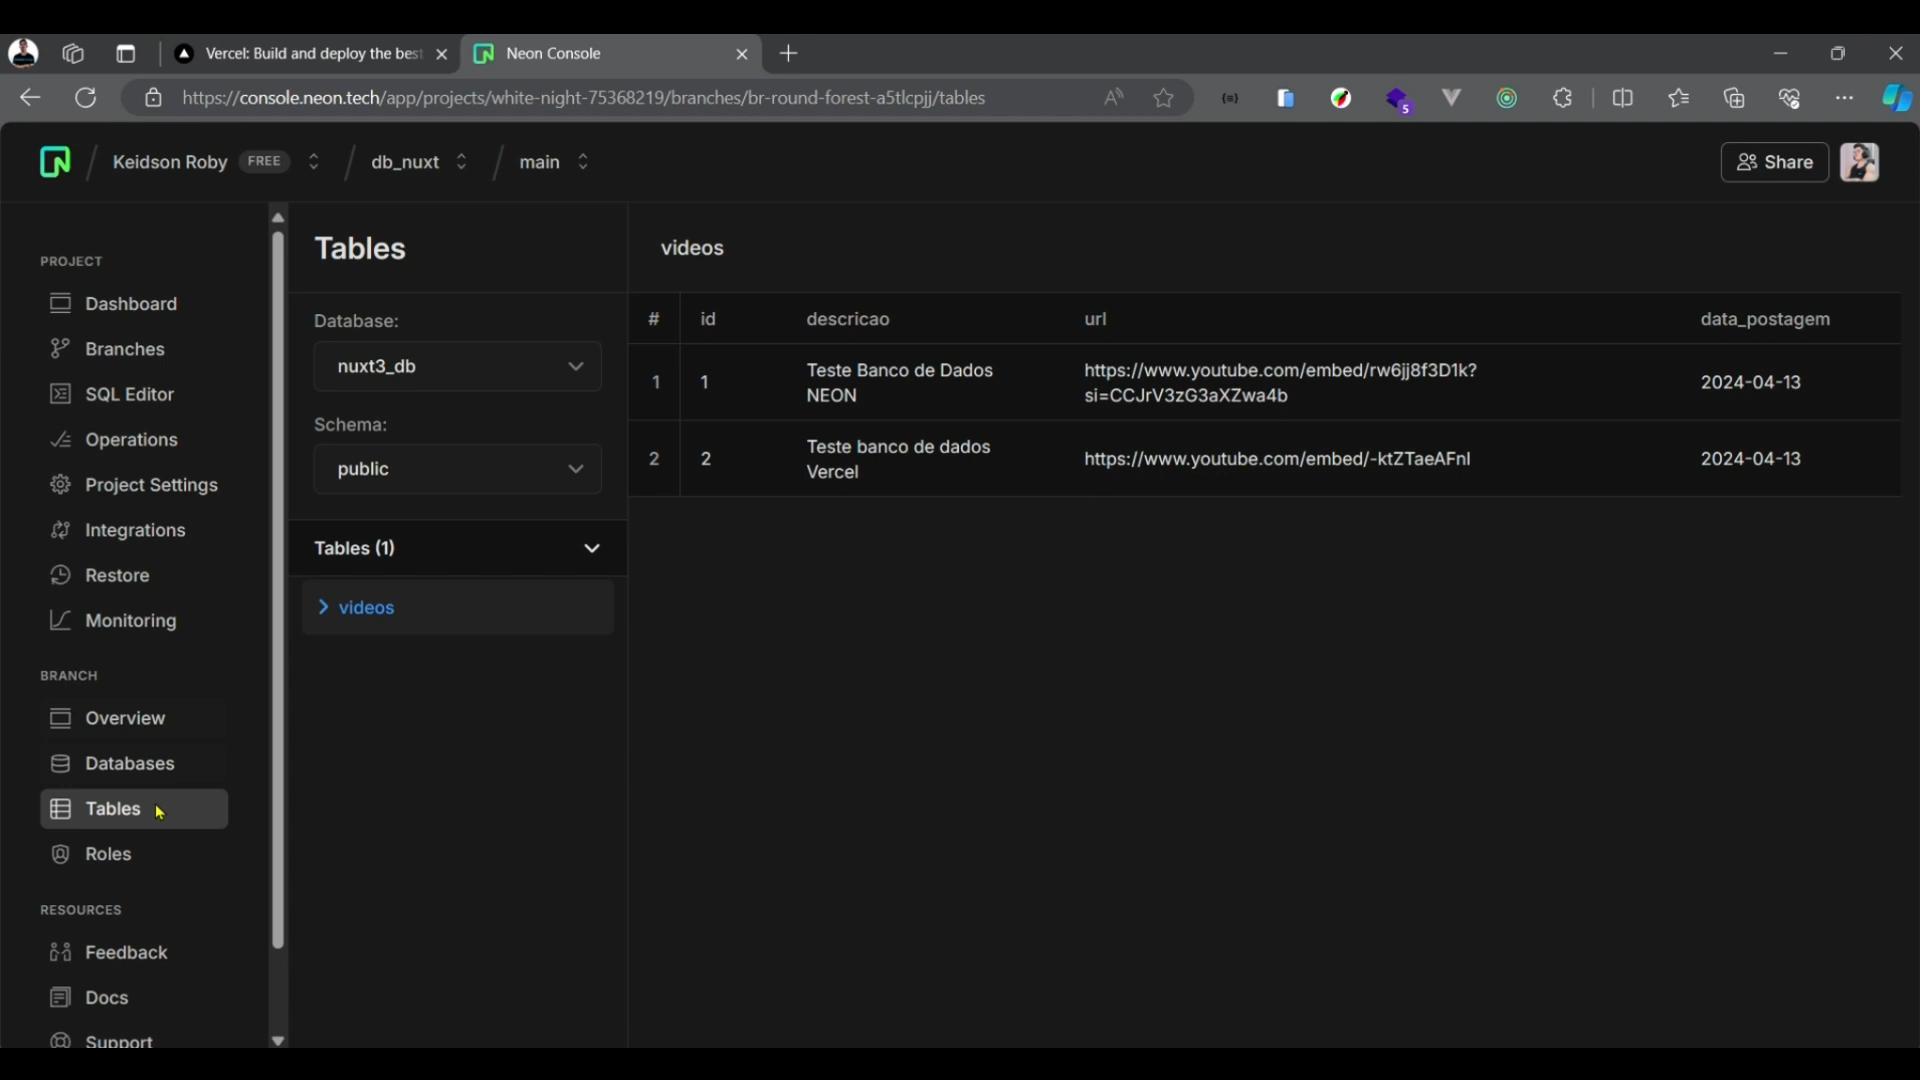 Vercel: Build and deploy the best
Neon Console
https://console.neon.tech/app/projects/white-night-75368219/branches/br-round-forest-a5tlcpjj/tables
5
Keidson Roby FREE / db_nuxt / main
Share
PROJECT
Dashboard
Branches
SQL Editor
Operations
Project Settings
Integrations
Restore
Monitoring
BRANCH
Overview
Databases
Tables
Roles
RESOURCES
Feedback
Docs
Support
Tables
Database:
nuxt3_db
Schema:
public
Tables (1)
videos
videos
# id descricao url data_postagem
1 1 Teste Banco de Dados https://www.youtube.com/embed/rw6jj8f3D1k? 2024-04-13
NEON si=CCJrV3zG3aXZwa4b
2 2 Teste banco de dados https://www.youtube.com/embed/-ktZTaeAFnI 2024-04-13
Vercel